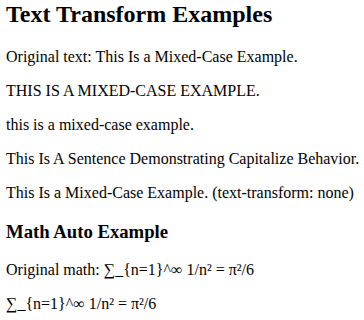 Text Transform Examples
Original text: This Is a Mixed-Case Example.
THIS IS A MIXED-CASE EXAMPLE.
this is a mixed-case example.
This Is A Sentence Demonstrating Capitalize Behavior.
This Is a Mixed-Case Example. (text-transform: none)
Math Auto Example
Original math: ∑_{n=1}^∞ 1/n² = π²/6
∑_{n=1}^∞ 1/n² = π²/6